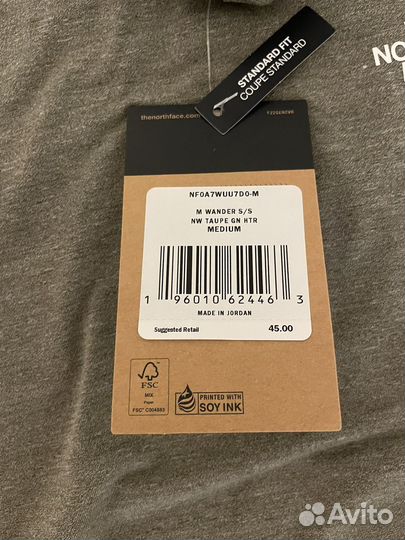 STANDARD FIT
COUPE STANDARD
NO
thenorthface.com
NF0A7WUU7D0-M
M WANDER S/S
NW TAUPE GN HTR
MEDIUM
1 96010 62446 3
MADE IN JORDAN
Suggested Retail 45.00
FSC
MIX
Paper
FSC® C004883
PRINTED WITH
SOY INK
Avito